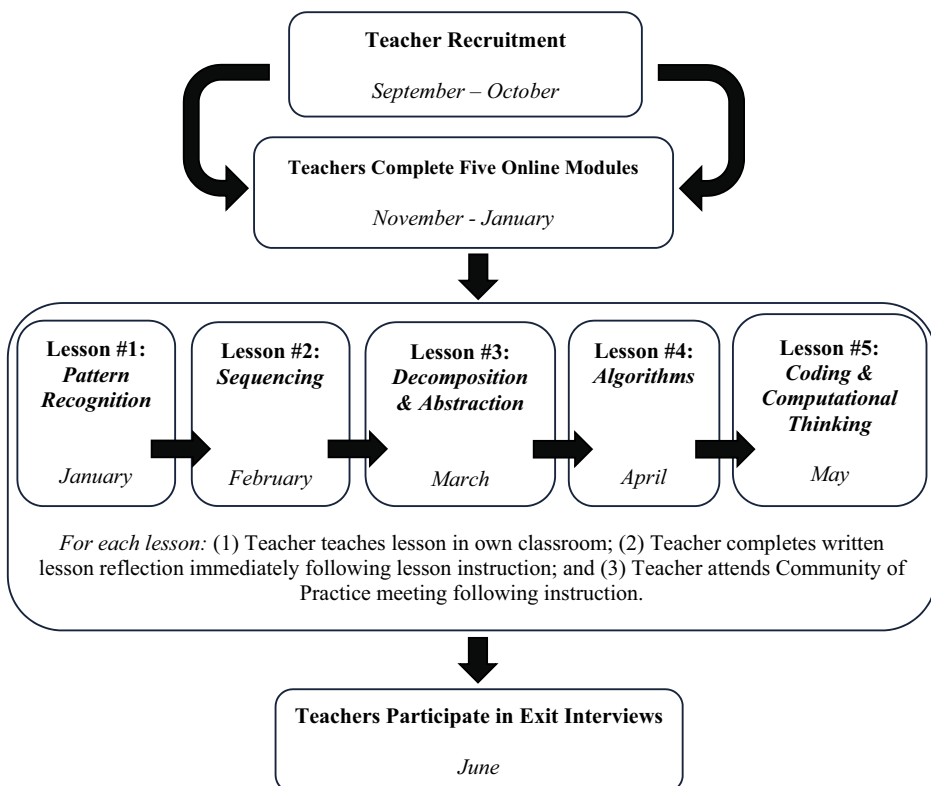 Teacher Recruitment
September – October
Teachers Complete Five Online Modules
November - January
Lesson #1:
Pattern
Recognition
January
Lesson #2:
Sequencing
February
Lesson #3:
Decomposition
& Abstraction
March
Lesson #4:
Algorithms
April
Lesson #5:
Coding &
Computational
Thinking
May
For each lesson: (1) Teacher teaches lesson in own classroom; (2) Teacher completes written
lesson reflection immediately following lesson instruction; and (3) Teacher attends Community of
Practice meeting following instruction.
Teachers Participate in Exit Interviews
June